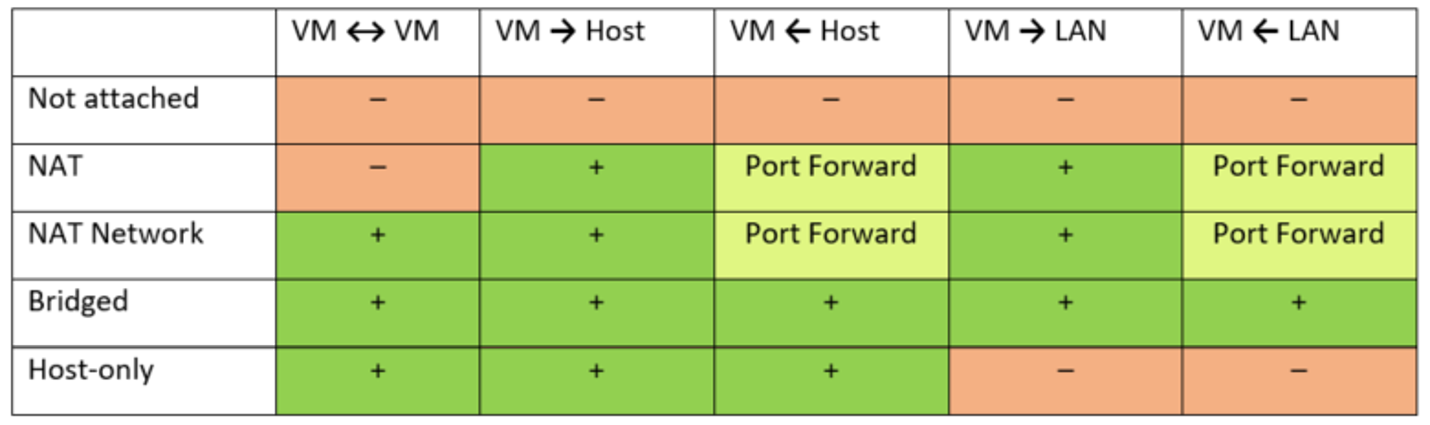 VM ↔ VM VM → Host VM ← Host VM → LAN VM ← LAN
Not attached – – – – –
NAT – + Port Forward + Port Forward
NAT Network + + Port Forward + Port Forward
Bridged + + + + +
Host-only + + + – –